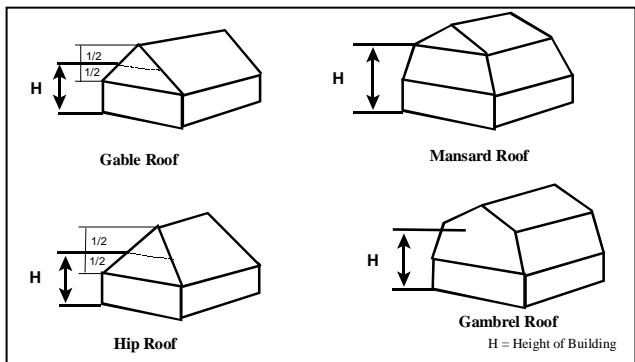 1/2
1/2
H
Gable Roof
H
Mansard Roof
1/2
1/2
H
Hip Roof
H
Gambrel Roof
H = Height of Building